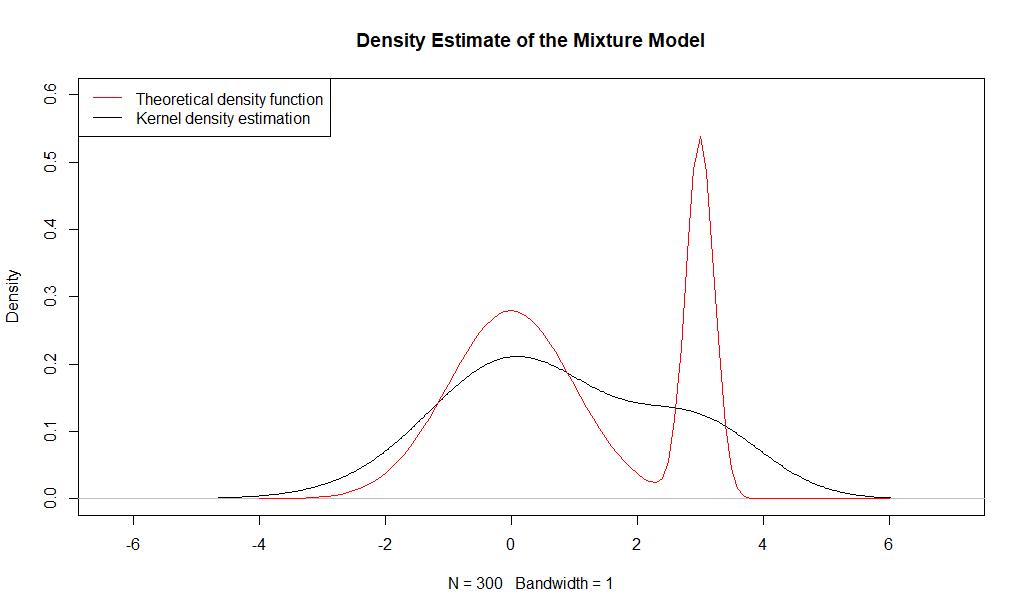 Density Estimate of the Mixture Model
Theoretical density function
Kernel density estimation
Density
0.6
0.5
0.4
0.3
0.2
0.1
0.0
-6 -4 -2 0 2 4 6
N = 300 Bandwidth = 1